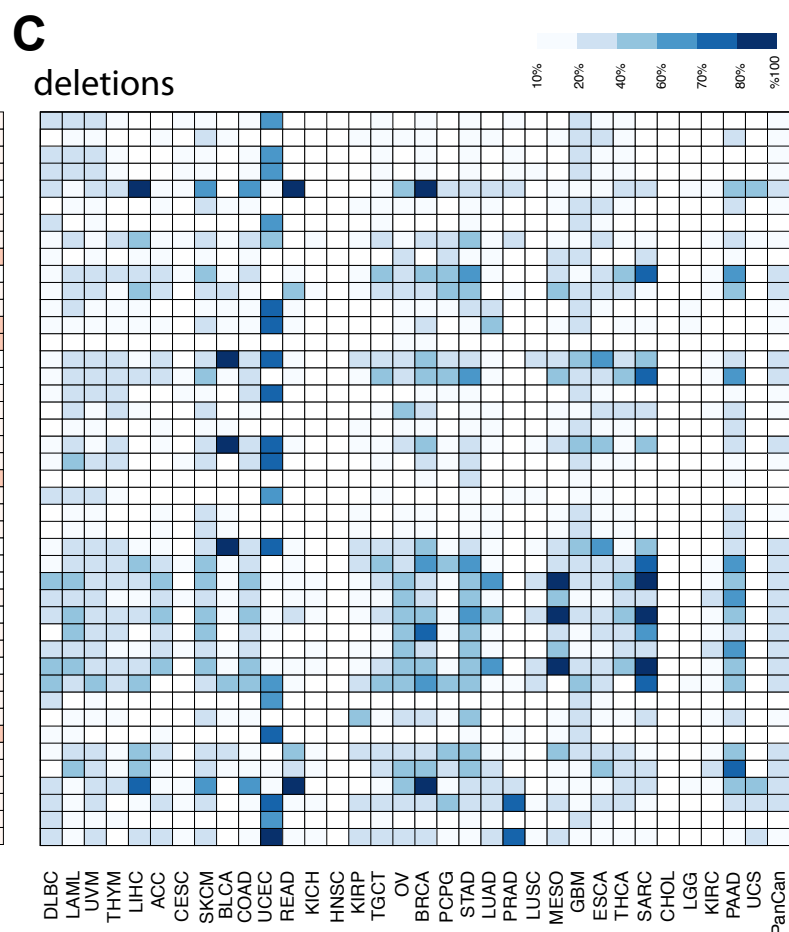 C
deletions
10%
20%
40%
60%
70%
80%
%100
DLBC
LAML
UVM
THYM
LIHC
ACC
CESC
SKCM
BLCA
COAD
UCEC
READ
KICH
HNSC
KIRP
TGCT
OV
BRCA
PCPG
STAD
LUAD
PRAD
LUSC
MESO
GBM
ESCA
THCA
SARC
CHOL
LGG
KIRC
PAAD
UCS
PanCan